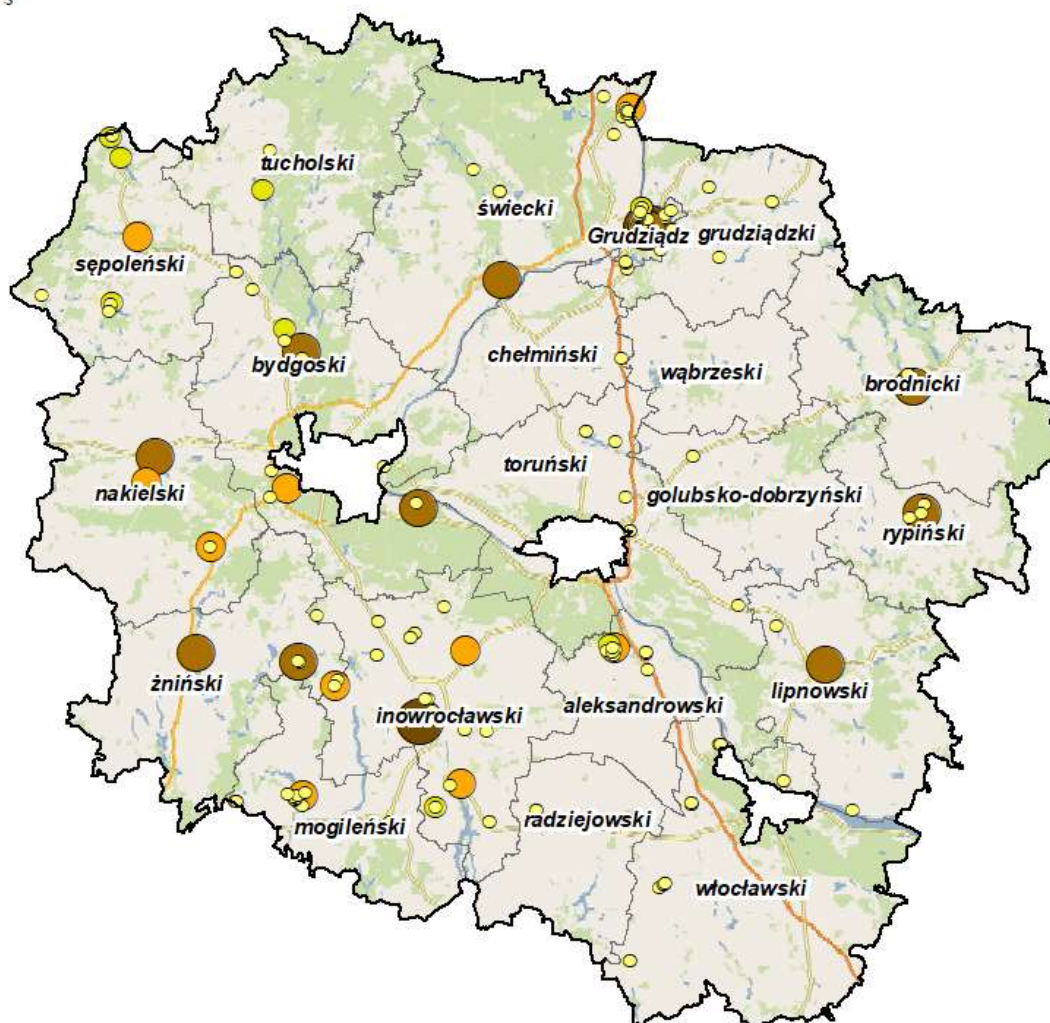 tucholski
świecki
Grudziądz
grudziądzki
sępoleński
bydgoski
chełmiński
wąbrzeski
brodnicki
nakielski
toruński
golubsko-dobrzyński
rypiński
żniński
lipnowski
inowrocławski
aleksandrowski
mogileński
radziejowski
włocławski